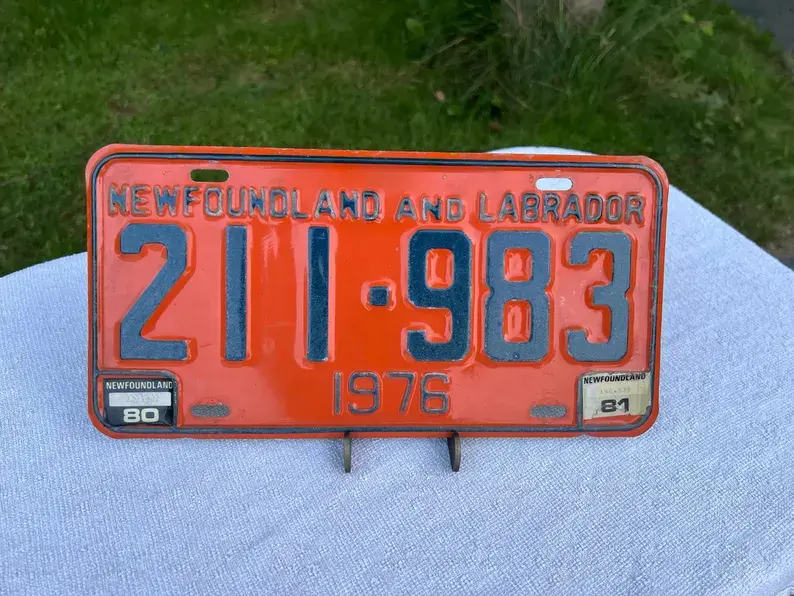 NEWFOUNDLAND AND LABRADOR
211·983
1976
NEWFOUNDLAND
80
NEWFOUNDLAND
81